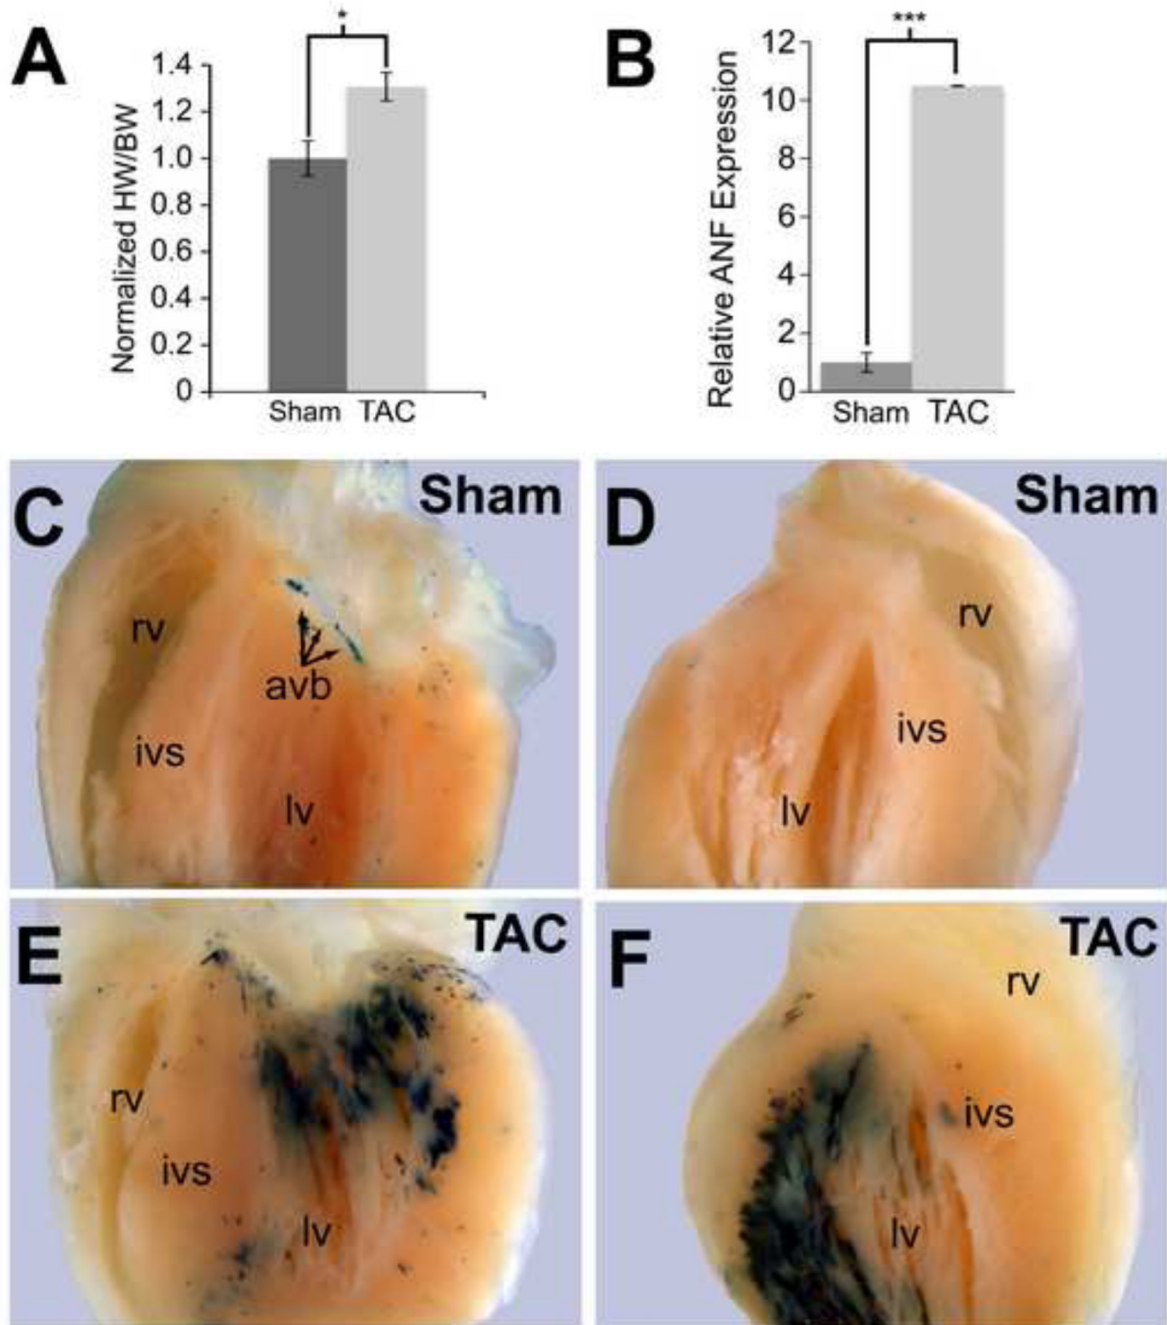 A
*
Normalized HW/BW
1.4
1.2
1.0
0.8
0.6
0.4
0.2
0
Sham TAC
B
***
Relative ANF Expression
12
10
8
6
4
2
0
Sham TAC
C
Sham
rv
avb
ivs
lv
D
Sham
rv
ivs
lv
E
TAC
rv
ivs
lv
F
TAC
rv
ivs
lv